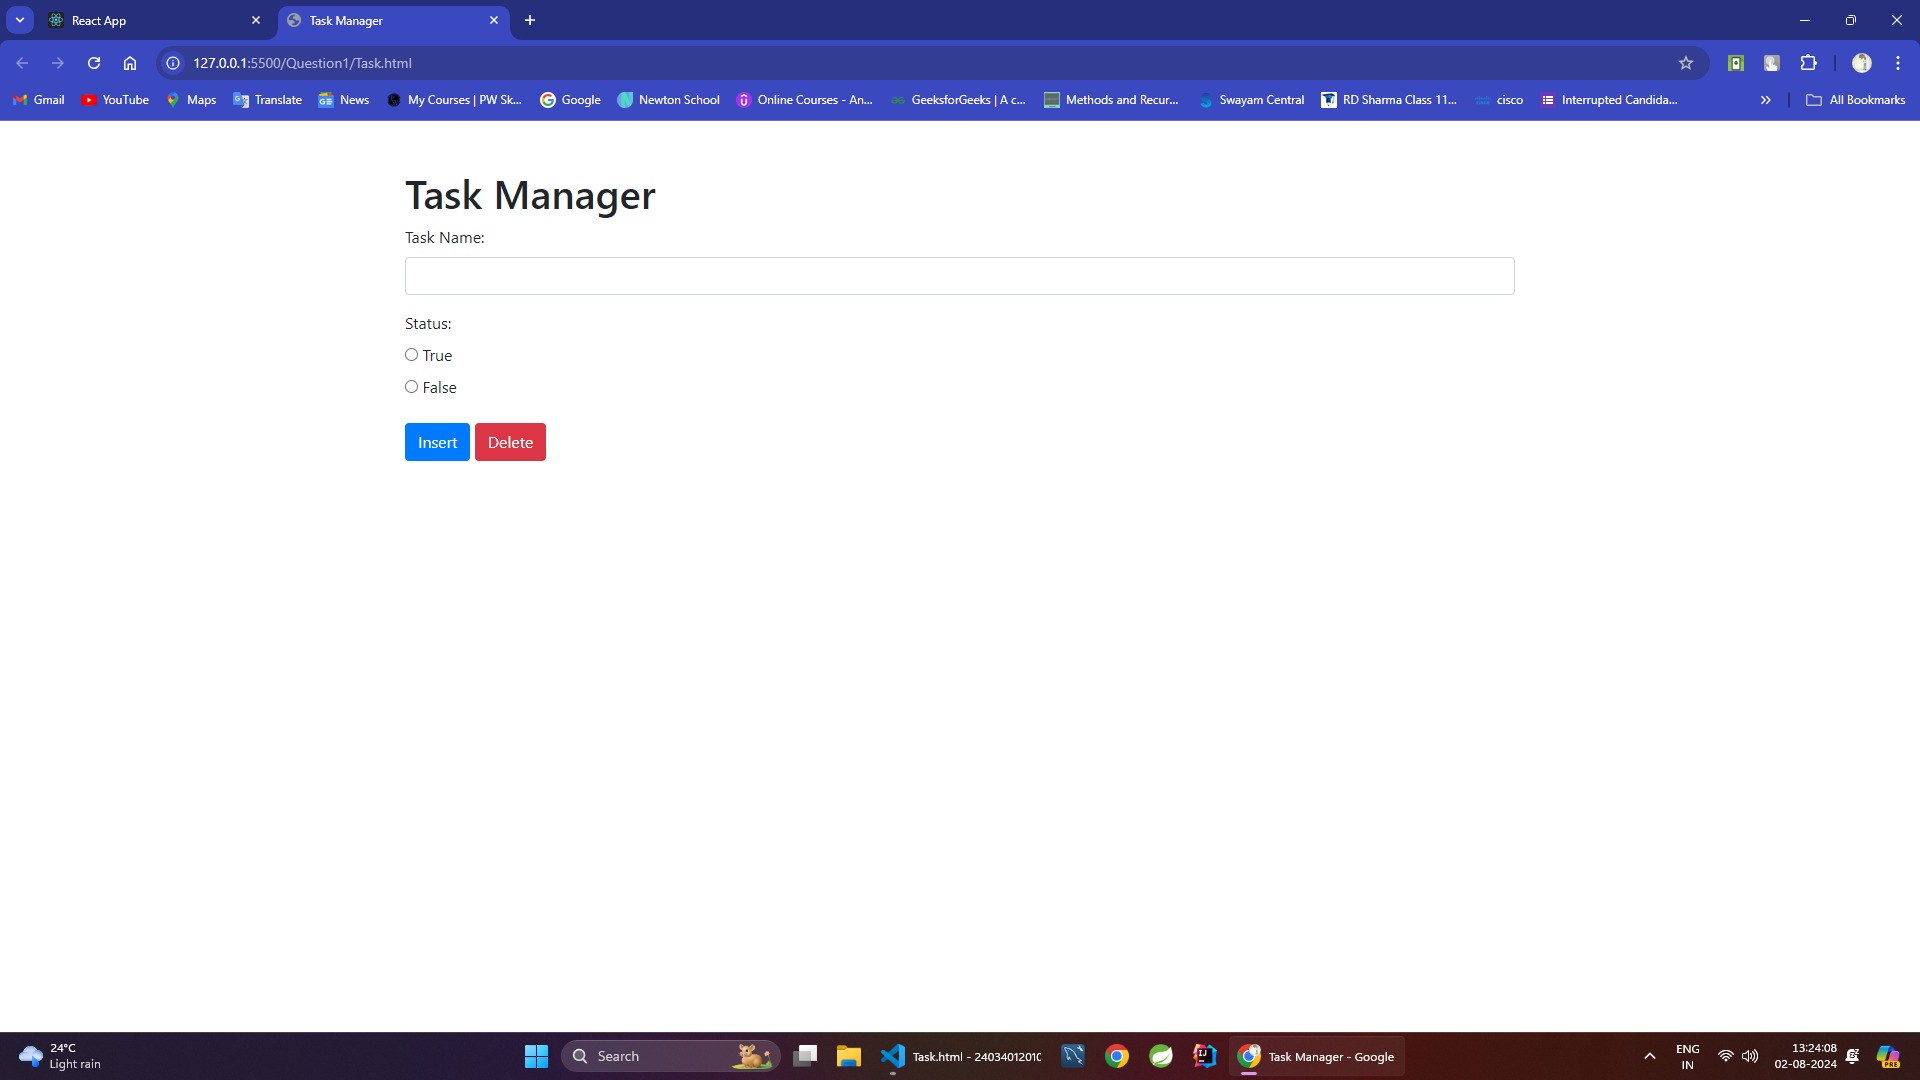 React App
Task Manager
127.0.0.1:5500/Question1/Task.html
Gmail
YouTube
Maps
Translate
News
My Courses | PW Sk...
Google
Newton School
Online Courses - An...
GeeksforGeeks | A c...
Methods and Recur...
Swayam Central
RD Sharma Class 11...
cisco
Interrupted Candida...
All Bookmarks
Task Manager
Task Name:
Status:
True
False
Insert Delete
24°C
Light rain
Search
Task.html - 24034012010
Task Manager - Google
ENG
IN
13:24:08
02-08-2024
PRE